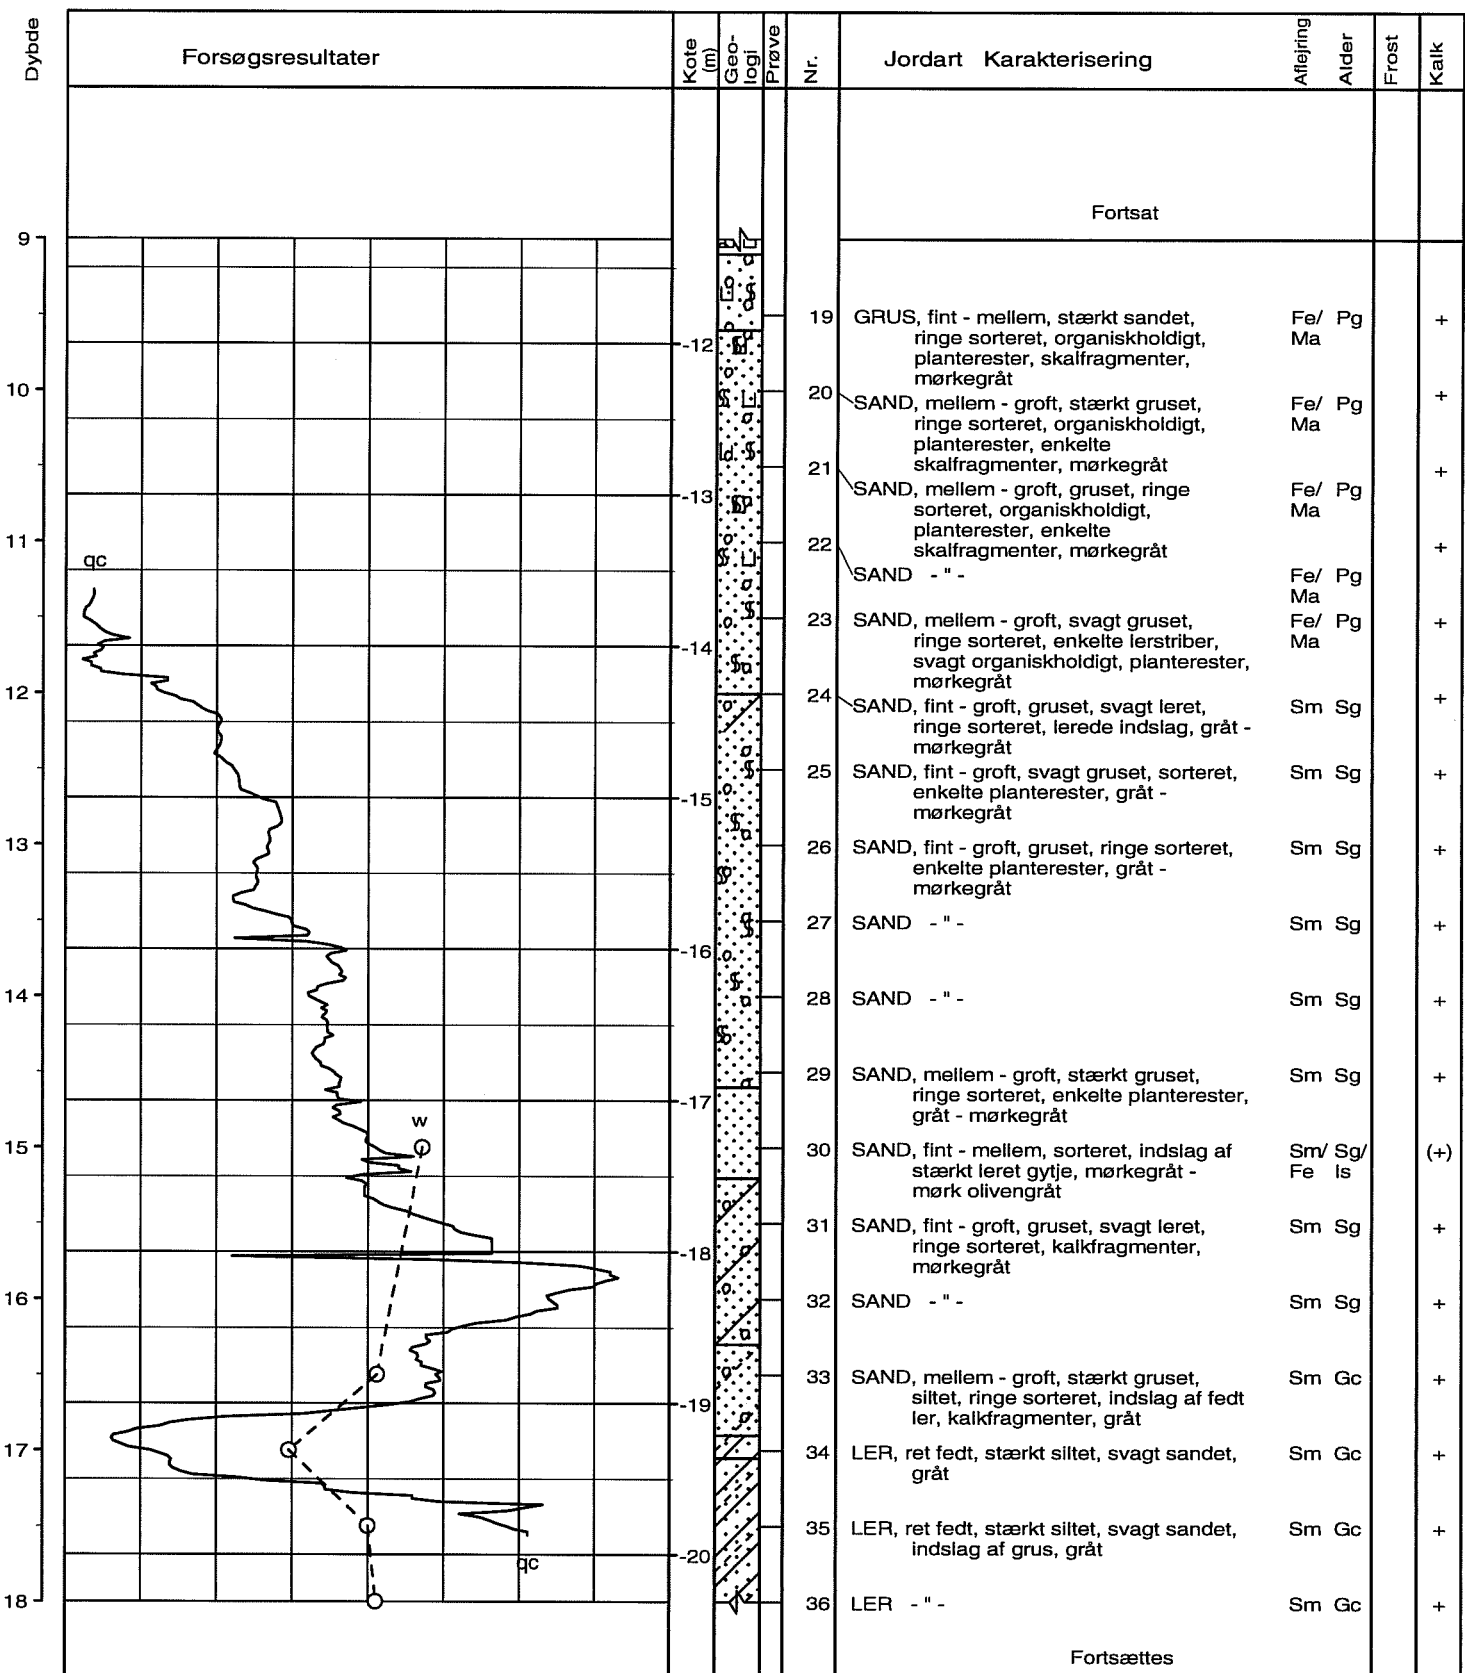 Dybde
Forsøgsresultater
Kote (m)
Geo-
logi
Prøve
Nr.
Jordart Karakterisering
Aflejring
Alder
Frost
Kalk
Fortsat
9
19 GRUS, fint - mellem, stærkt sandet, Fe/ Pg +
ringe sorteret, organiskholdigt, Ma
-12
planterester, skalfragmenter,
mørkegråt
10
20 SAND, mellem - groft, stærkt gruset, Fe/ Pg +
ringe sorteret, organiskholdigt, Ma
planterester, enkelte
skalfragmenter, mørkegråt
21 SAND, mellem - groft, gruset, ringe Fe/ Pg +
-13
sorteret, organiskholdigt, Ma
planterester, enkelte
skalfragmenter, mørkegråt
11
qc
22 SAND - " - Fe/ Pg +
Ma
23 SAND, mellem - groft, svagt gruset, Fe/ Pg +
-14
ringe sorteret, enkelte lerstriber, Ma
svagt organiskholdigt, planterester,
mørkegråt
12
24 SAND, fint - groft, gruset, svagt leret, Sm Sg +
ringe sorteret, lerede indslag, gråt -
mørkegråt
25 SAND, fint - groft, svagt gruset, sorteret, Sm Sg +
-15
enkelte planterester, gråt -
mørkegråt
13
26 SAND, fint - groft, gruset, ringe sorteret, Sm Sg +
enkelte planterester, gråt -
mørkegråt
27 SAND - " - Sm Sg +
-16
14
28 SAND - " - Sm Sg +
29 SAND, mellem - groft, stærkt gruset, Sm Sg +
ringe sorteret, enkelte planterester,
-17
gråt - mørkegråt
w
15
30 SAND, fint - mellem, sorteret, indslag af Sm/ Sg/ (+)
stærkt leret gytje, mørkegråt - Fe Is
mørk olivengråt
31 SAND, fint - groft, gruset, svagt leret, Sm Sg +
-18
ringe sorteret, kalkfragmenter,
mørkegråt
16
32 SAND - " - Sm Sg +
33 SAND, mellem - groft, stærkt gruset, Sm Gc +
siltet, ringe sorteret, indslag af fedt
-19
ler, kalkfragmenter, gråt
17
34 LER, ret fedt, stærkt siltet, svagt sandet, Sm Gc +
gråt
35 LER, ret fedt, stærkt siltet, svagt sandet, Sm Gc +
indslag af grus, gråt
-20
qc
18
36 LER - " - Sm Gc +
Fortsættes